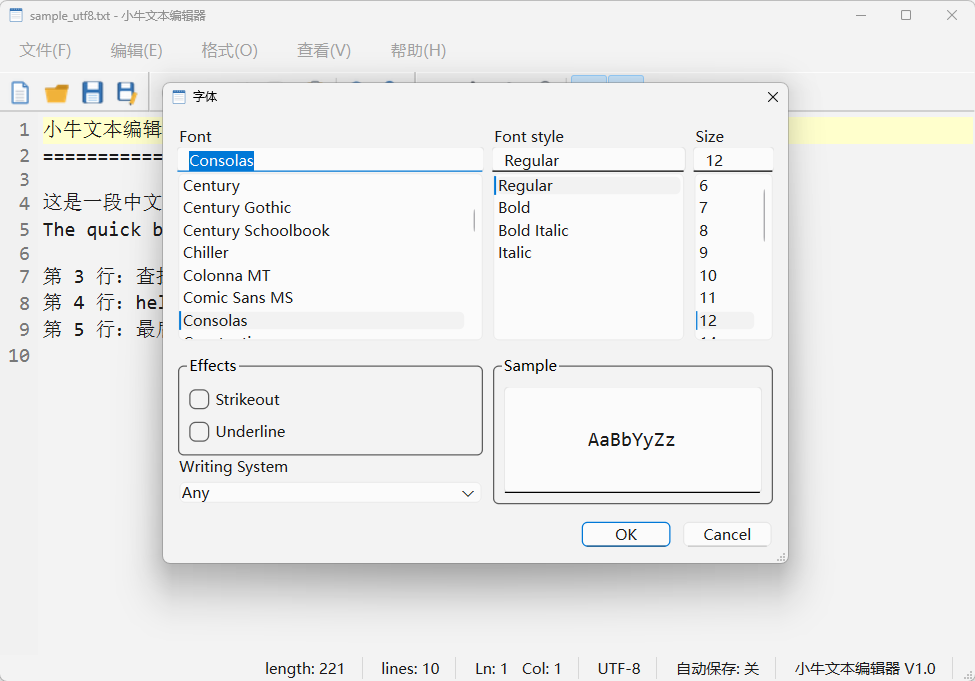 sample_utf8.txt - 小牛文本编辑器
文件(F) 编辑(E) 格式(O) 查看(V) 帮助(H)
1 小牛文本编辑
2 ===========
3
4 这是一段中文
5 The quick b
6
7 第 3 行: 查找
8 第 4 行: hel
9 第 5 行: 最后
10
字体
Font
Consolas
Century
Century Gothic
Century Schoolbook
Chiller
Colonna MT
Comic Sans MS
Consolas
Font style
Regular
Regular
Bold
Bold Italic
Italic
Size
12
6
7
8
9
10
11
12
Effects
Strikeout
Underline
Writing System
Any
Sample
AaBbYyZz
OK Cancel
length: 221 lines: 10 Ln: 1 Col: 1 UTF-8 自动保存: 关 小牛文本编辑器 V1.0